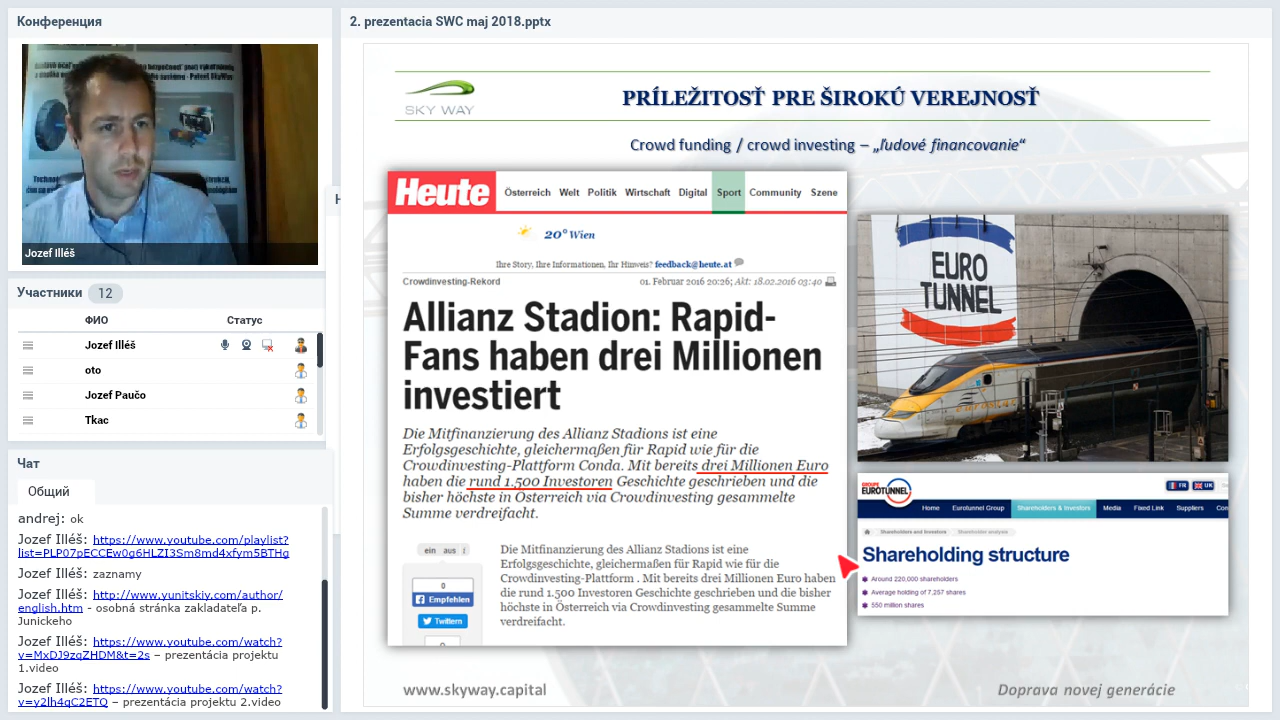 Конференция
Jozef Illéš
Участники 12
ФИО Статус
Jozef Illéš
oto
Jozef Paučo
Tkac
Чат
Общий
andrej: ok
Jozef Illéš: https://www.youtube.com/playlist?
list=PLP07pECCEw0g6HLZI3Sm8md4xfym5BTHg
Jozef Illéš: zaznamy
Jozef Illéš: http://www.yunitskiy.com/author/
english.htm - osobná stránka zakladateľa p.
Junickeho
Jozef Illéš: https://www.youtube.com/watch?
v=MxDJ9zqZHDM&t=2s – prezentácia projektu
1.video
Jozef Illéš: https://www.youtube.com/watch?
v=y2lh4qC2ETQ – prezentácia projektu 2.video
2. prezentacia SWC maj 2018.pptx
SKY WAY
PRÍLEŽITOSŤ PRE ŠIROKÚ VEREJNOSŤ
Crowd funding / crowd investing – „ľudové financovanie“
Heute Österreich Welt Politik Wirtschaft Digital Sport Community Szene
20° Wien
Ihre Story, Ihre Informationen, Ihr Hinweis? feedback@heute.at
Crowdinvesting-Rekord 01. Februar 2016 20:26; Akt: 18.02.2016 03:40
Allianz Stadion: Rapid-
Fans haben drei Millionen
investiert
Die Mitfinanzierung des Allianz Stadions ist eine
Erfolgsgeschichte, gleichermaßen für Rapid wie für die
Crowdinvesting-Plattform Conda. Mit bereits drei Millionen Euro
haben die rund 1.500 Investoren Geschichte geschrieben und die
bisher höchste in Österreich via Crowdinvesting gesammelte
Summe verdreifacht.
ein aus
0
Empfehlen
Twittern
0
Die Mitfinanzierung des Allianz Stadions ist eine
Erfolgsgeschichte, gleichermaßen für Rapid wie für die
Crowdinvesting-Plattform . Mit bereits drei Millionen Euro haben
die rund 1.500 Investoren Geschichte geschrieben und die bisher
höchste in Österreich via Crowdinvesting gesammelte Summe
verdreifacht.
EURO
TUNNEL
GROUPE
EUROTUNNEL
FR UK
Home Eurotunnel Group Shareholders & Investors Media Fixed Link Suppliers Con
Shareholders and Investors Shareholder analysis
Shareholding structure
Around 220,000 shareholders
Average holding of 7,257 shares
550 million shares
www.skyway.capital
Doprava novej generácie